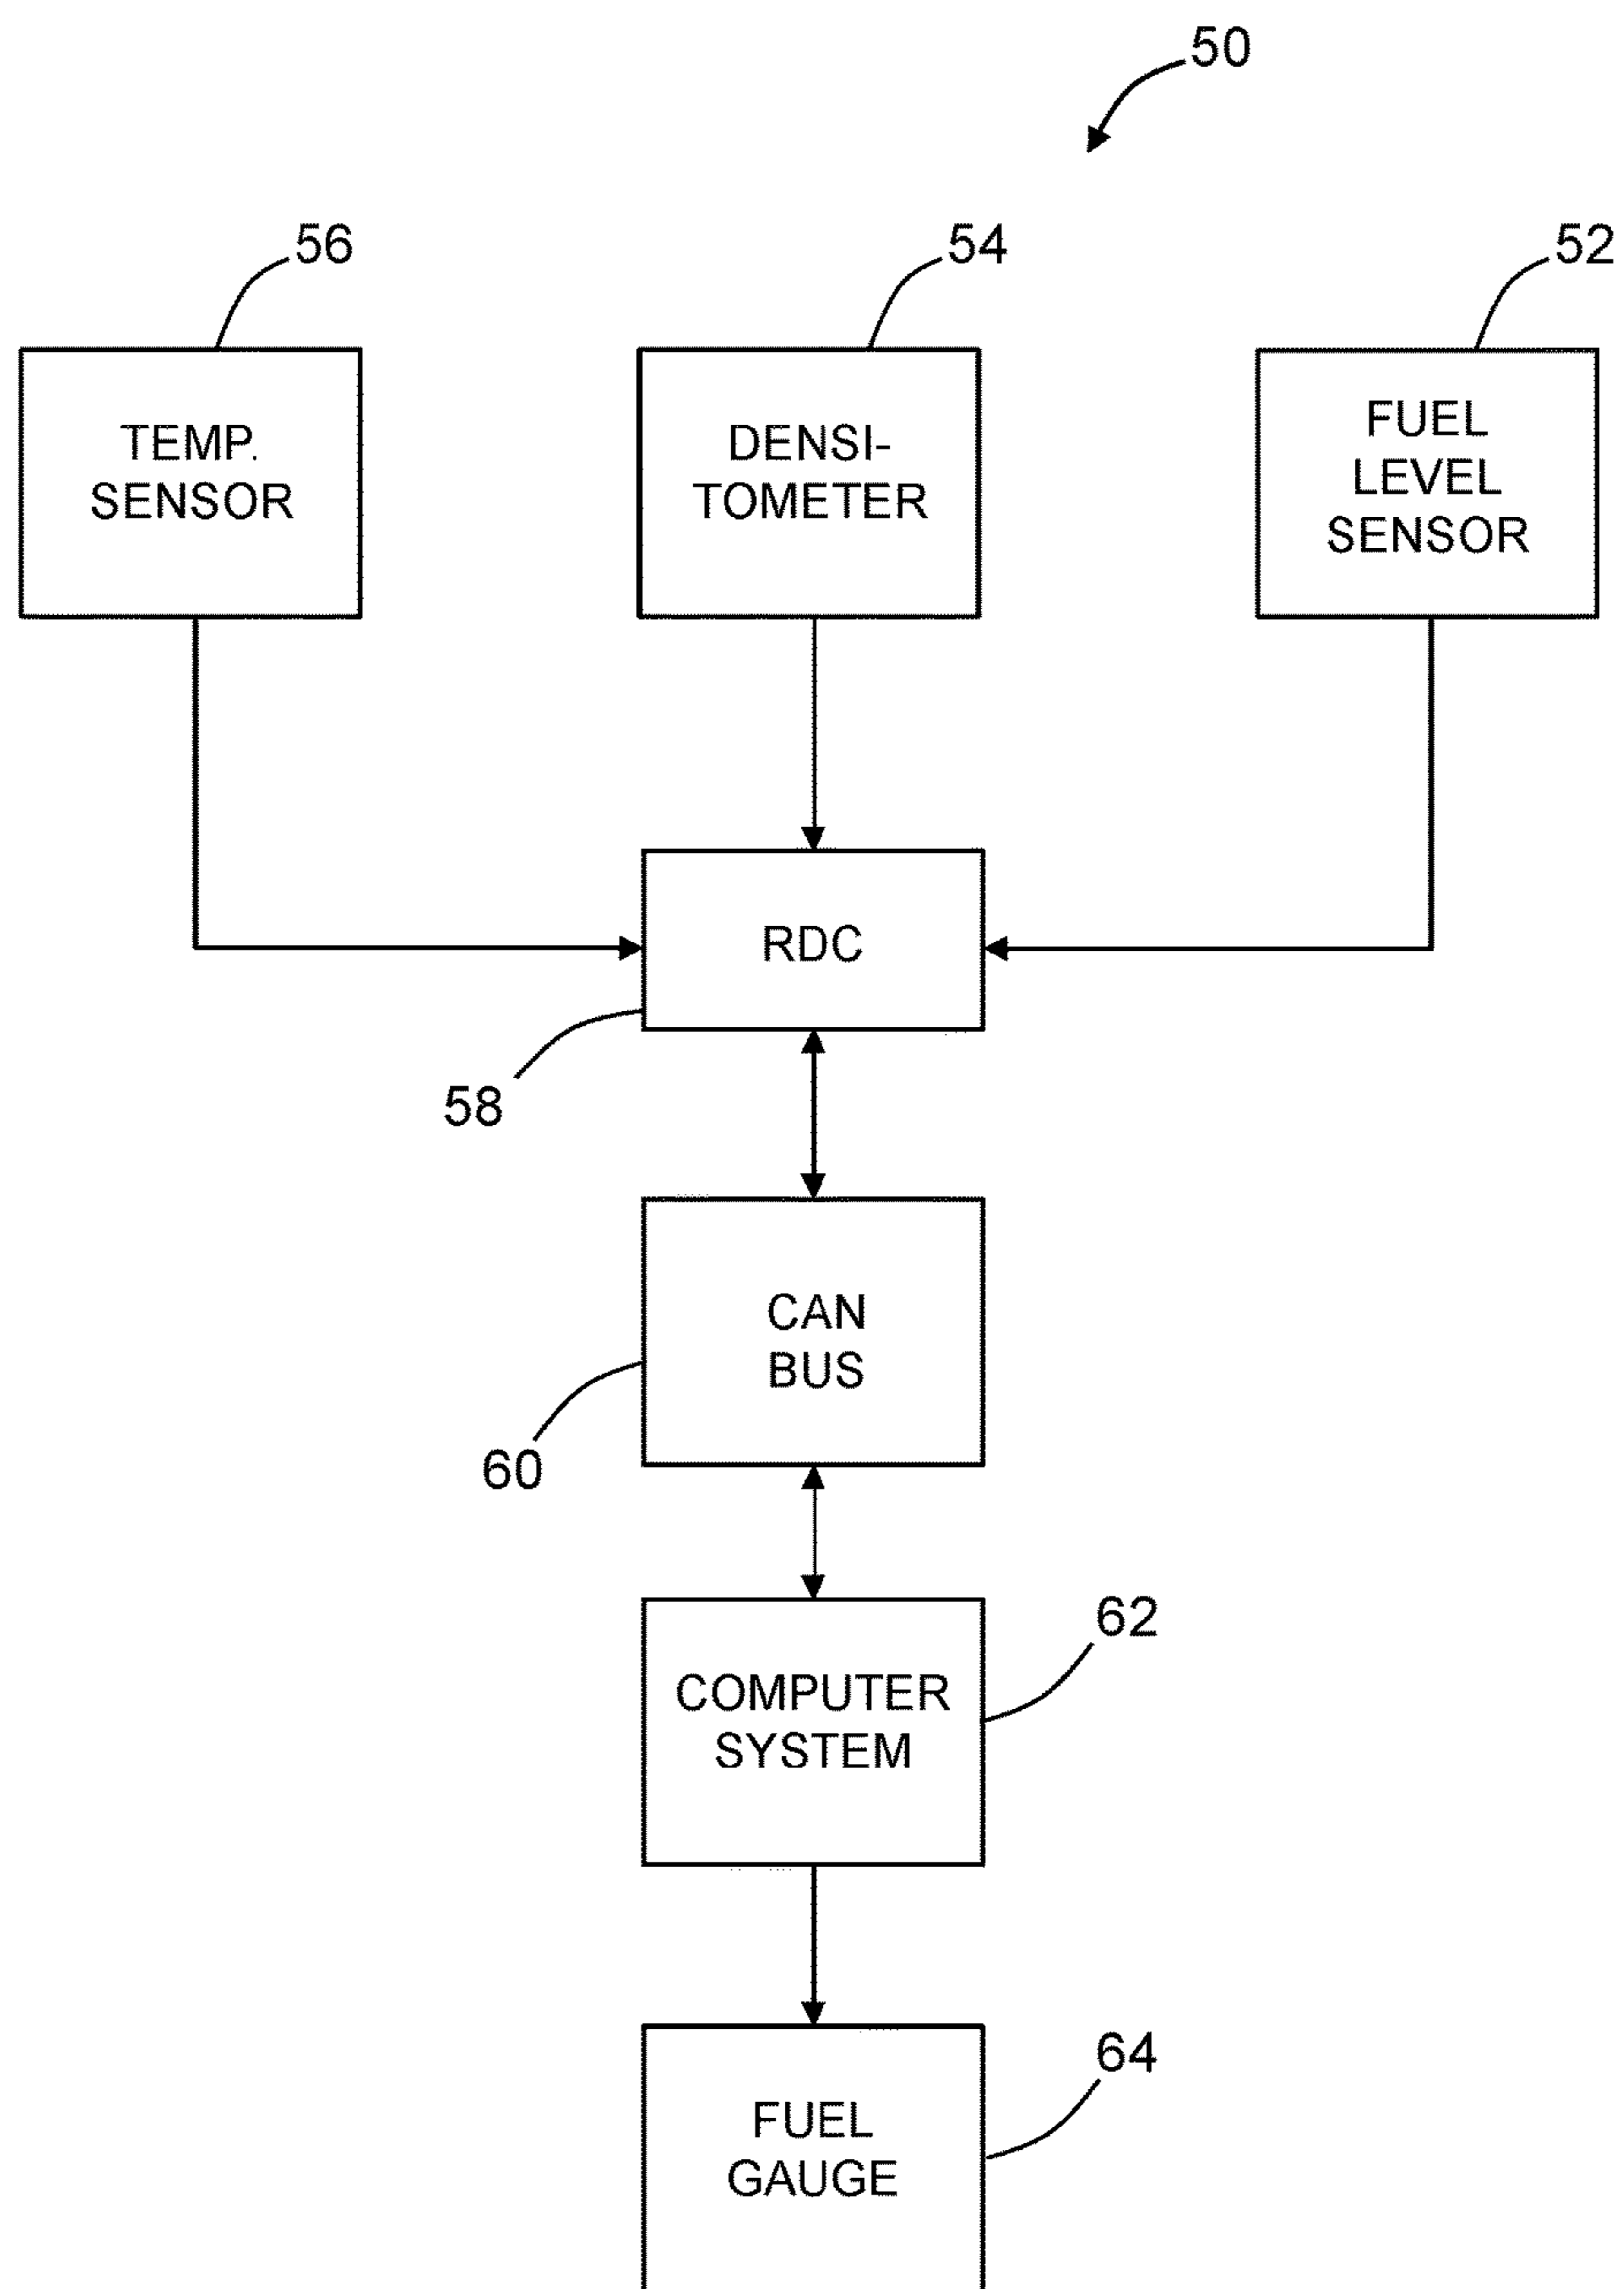 50
56
54
52
TEMP.
SENSOR
DENSI-
TOMETER
FUEL
LEVEL
SENSOR
RDC
58
CAN
BUS
60
62
COMPUTER
SYSTEM
64
FUEL
GAUGE